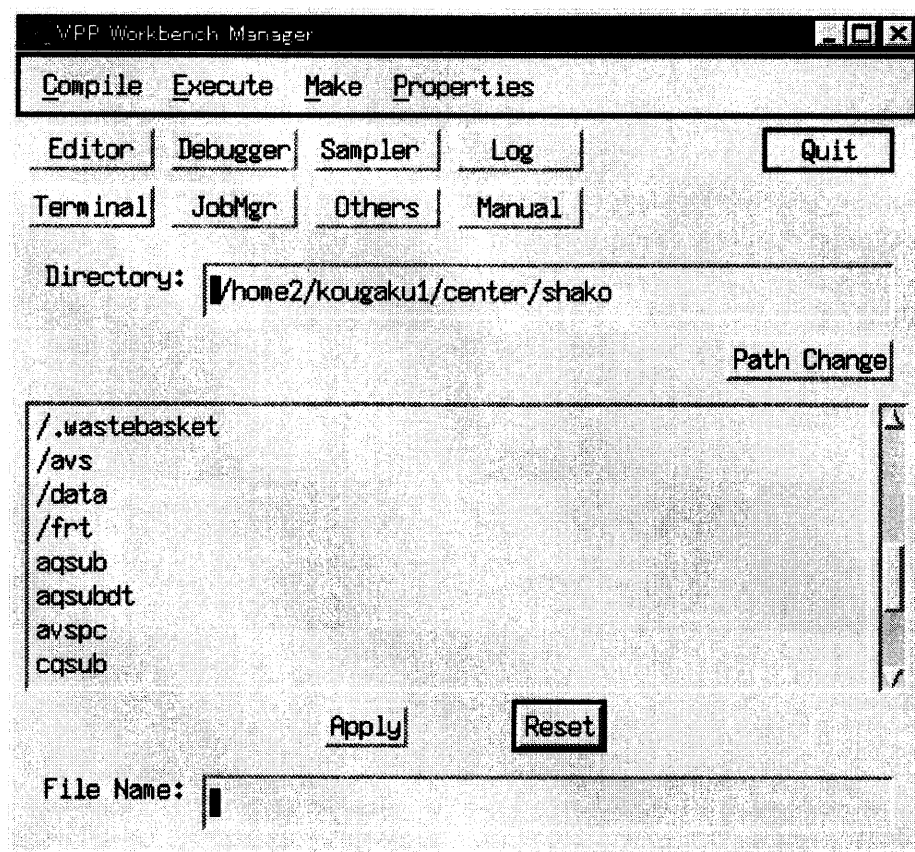 VPP Workbench Manager
Compile Execute Make Properties
Editor Debugger Sampler Log Quit
Terminal JobMgr Others Manual
Directory: /home2/kougaku1/center/shako
Path Change
/.wastebasket
/avs
/data
/frt
aqsub
aqsubdt
avspc
cqsub
Apply Reset
File Name: